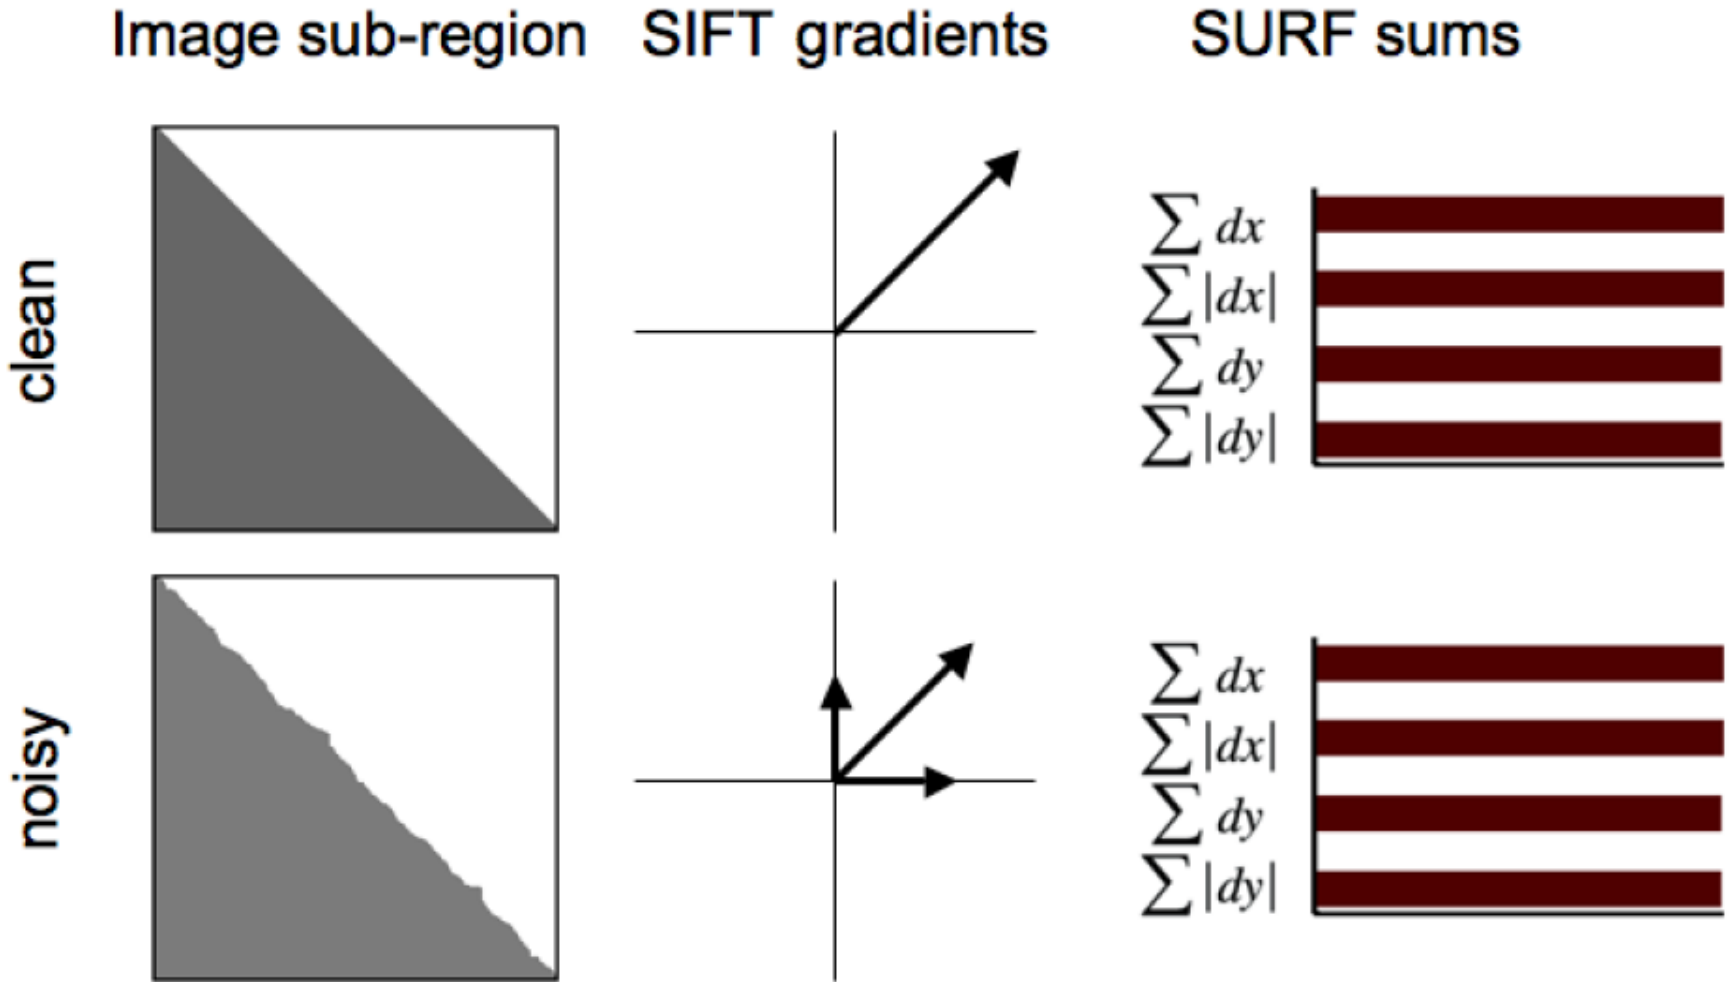 Image sub-region SIFT gradients SURF sums
clean
∑ dx
∑ |dx|
∑ dy
∑ |dy|
noisy
∑ dx
∑ |dx|
∑ dy
∑ |dy|